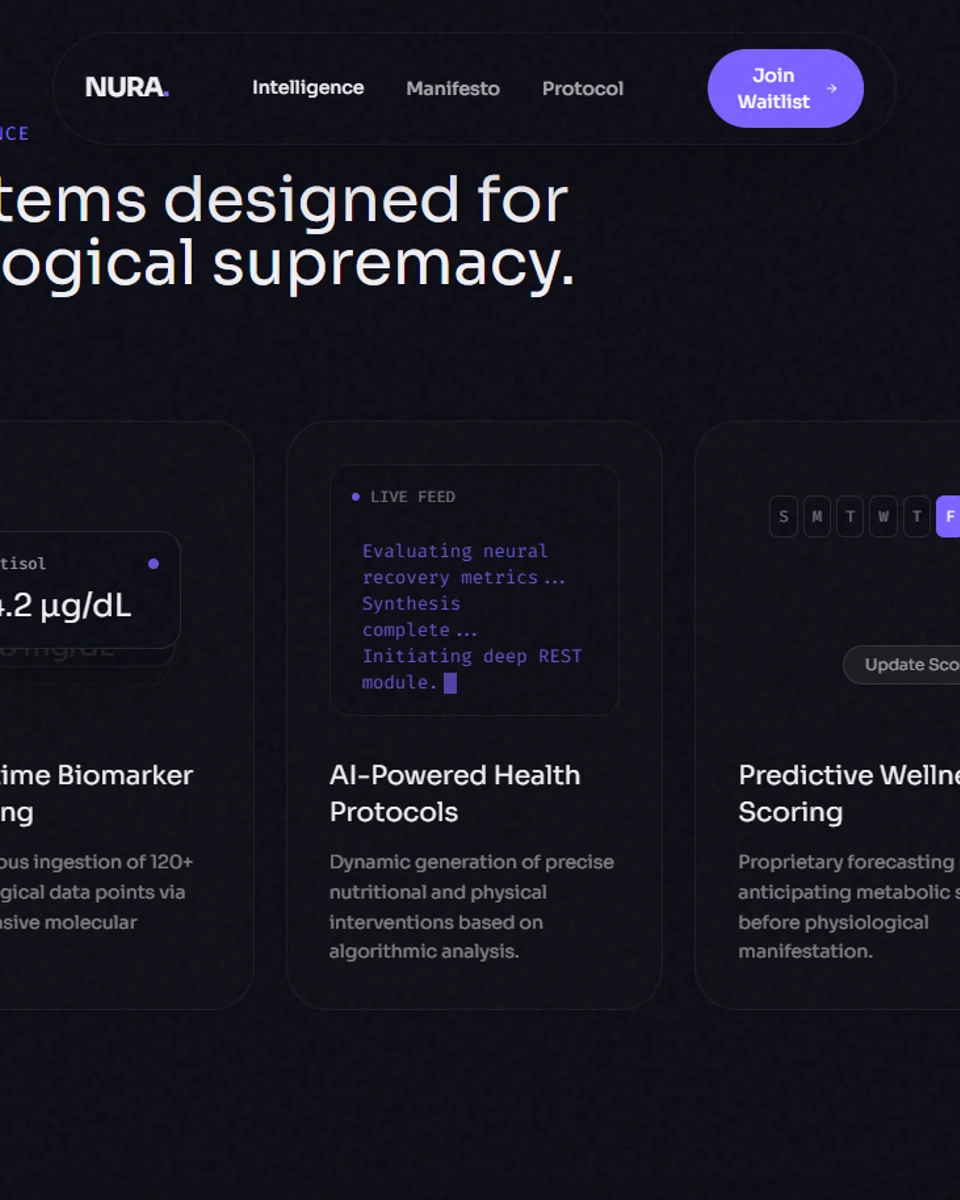 NURA.
Intelligence
Manifesto
Protocol
Join
Waitlist
NCE
tems designed for
ogical supremacy.
tisol
.2 µg/dL
mg/dL
ime Biomarker
ng
ous ingestion of 120+
gical data points via
sive molecular
LIVE FEED
Evaluating neural
recovery metrics...
Synthesis
complete...
Initiating deep REST
module.
AI-Powered Health
Protocols
Dynamic generation of precise
nutritional and physical
interventions based on
algorithmic analysis.
S M T W T F
Update Sco
Predictive Wellne
Scoring
Proprietary forecasting
anticipating metabolic s
before physiological
manifestation.